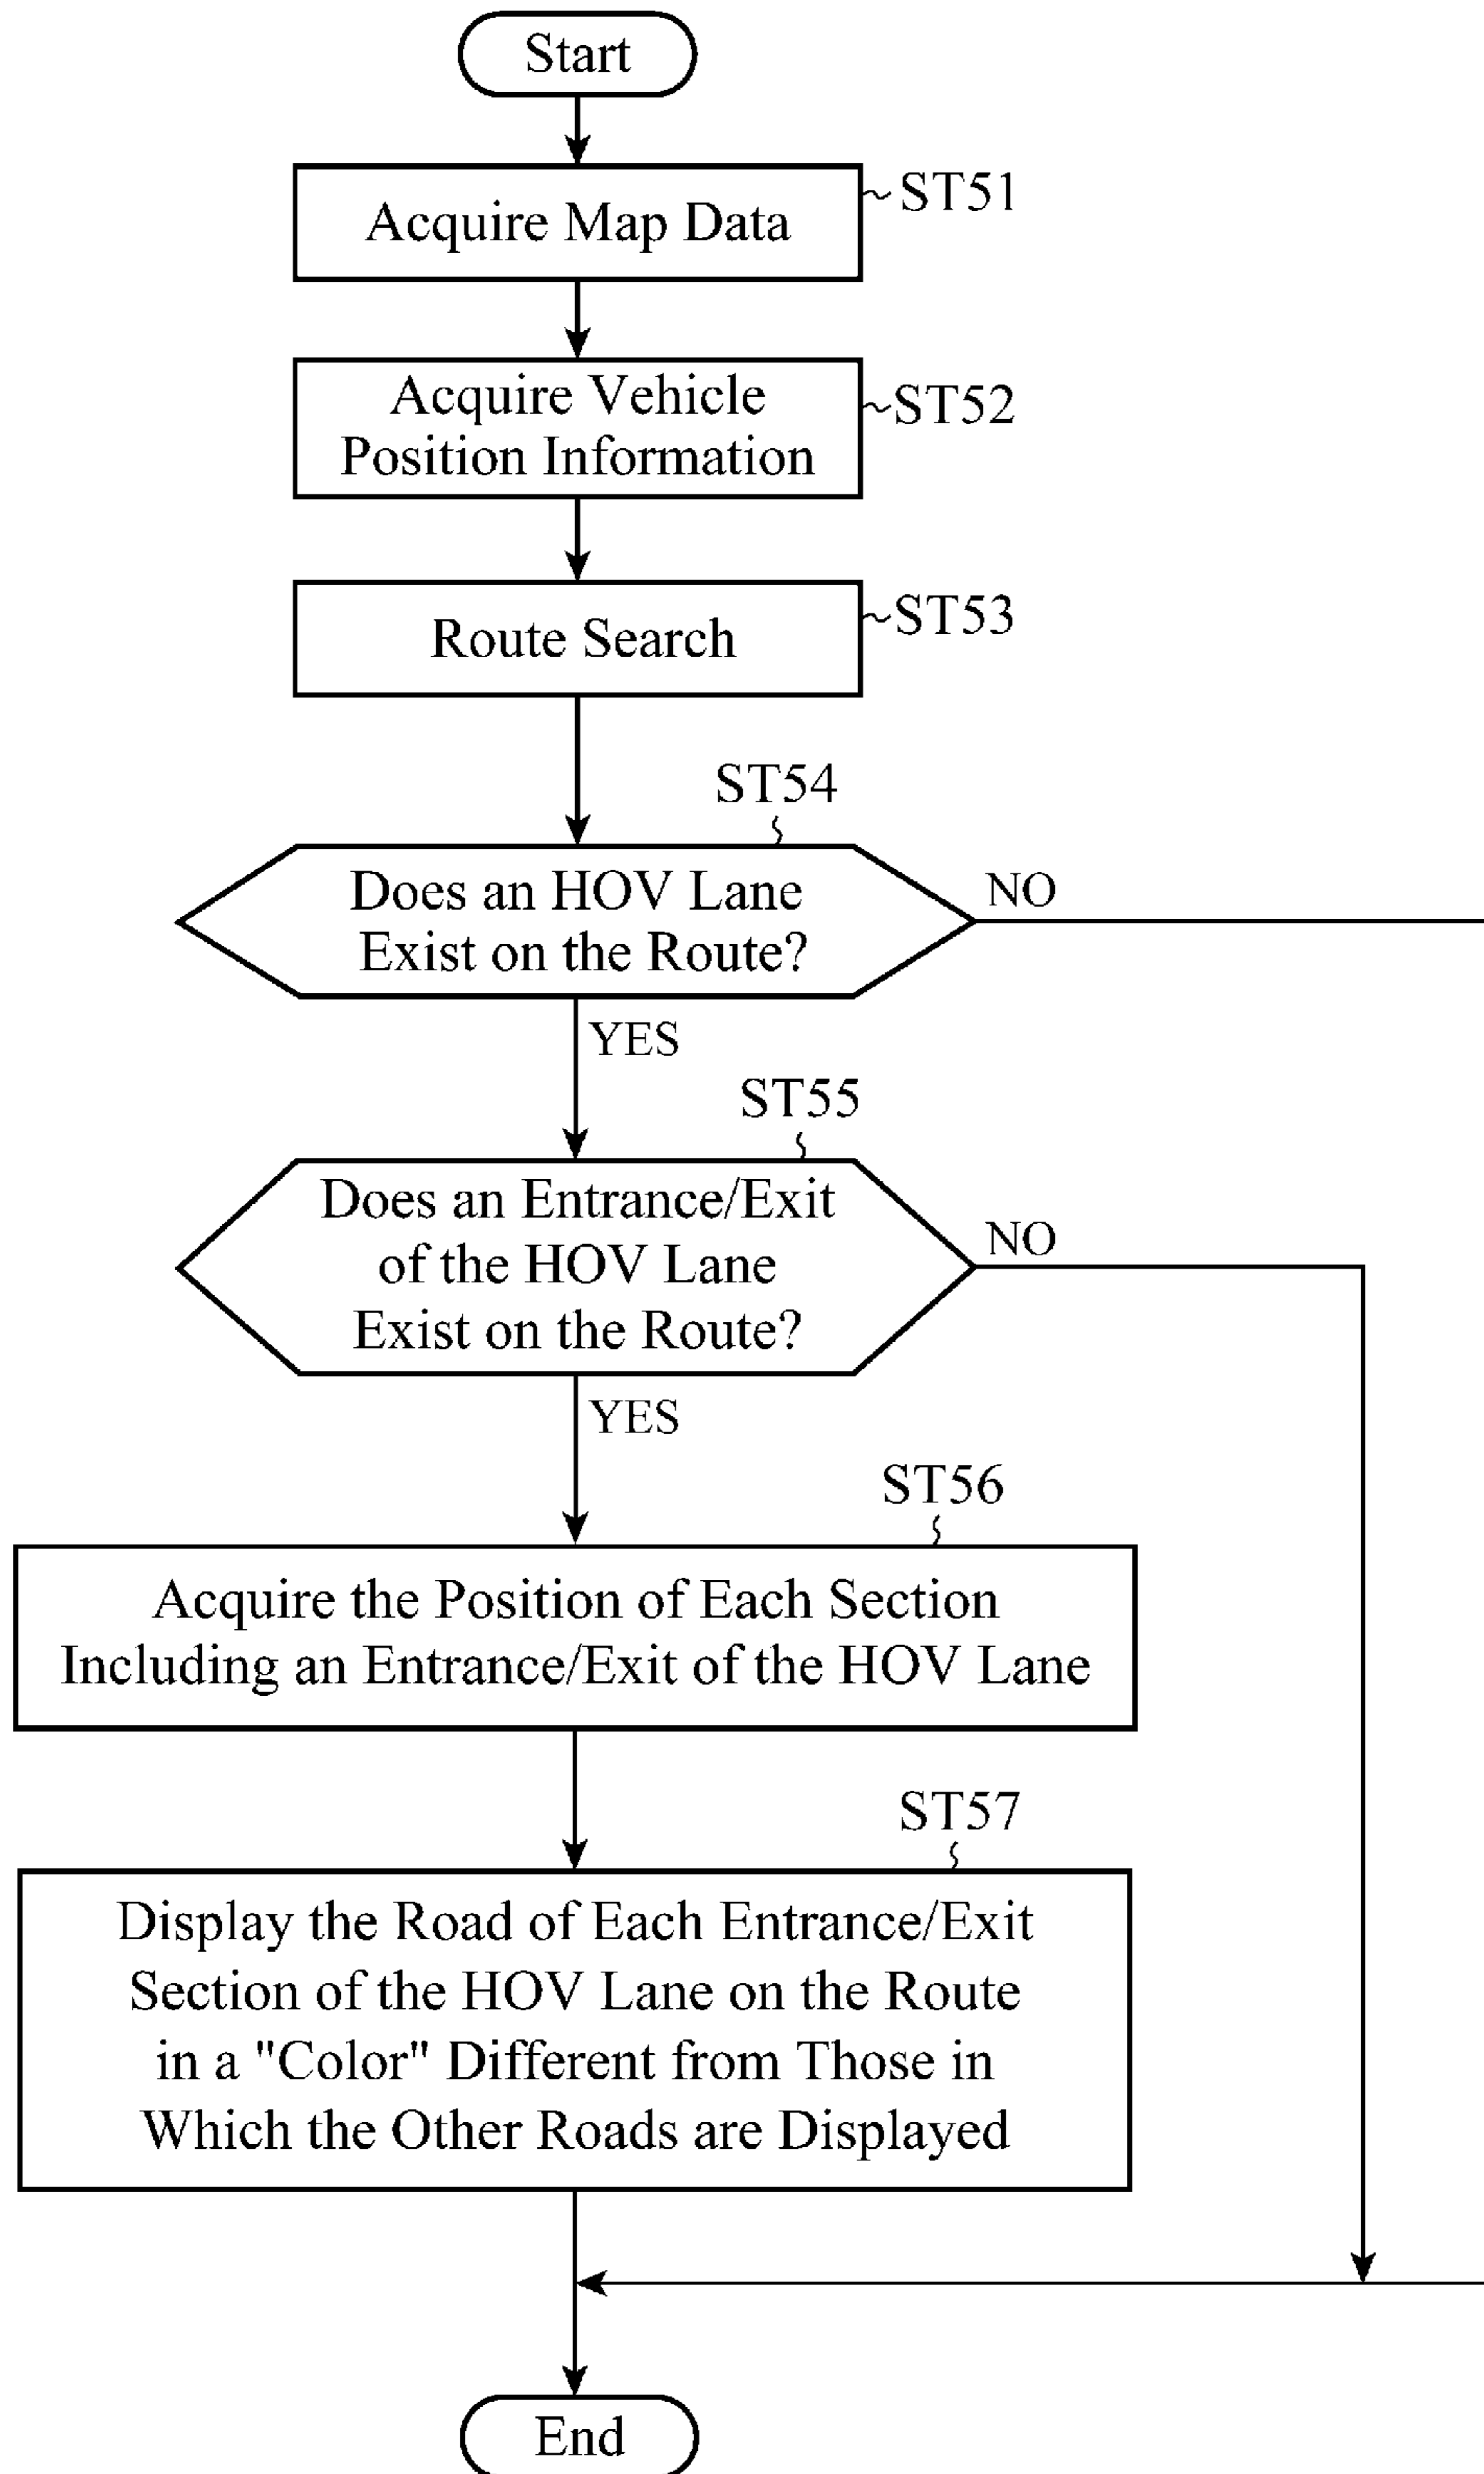 Start
Acquire Map Data
ST51
Acquire Vehicle
Position Information
ST52
Route Search
ST53
ST54
Does an HOV Lane
Exist on the Route?
NO
YES
ST55
Does an Entrance/Exit
of the HOV Lane
Exist on the Route?
NO
YES
ST56
Acquire the Position of Each Section
Including an Entrance/Exit of the HOV Lane
ST57
Display the Road of Each Entrance/Exit
Section of the HOV Lane on the Route
in a "Color" Different from Those in
Which the Other Roads are Displayed
End